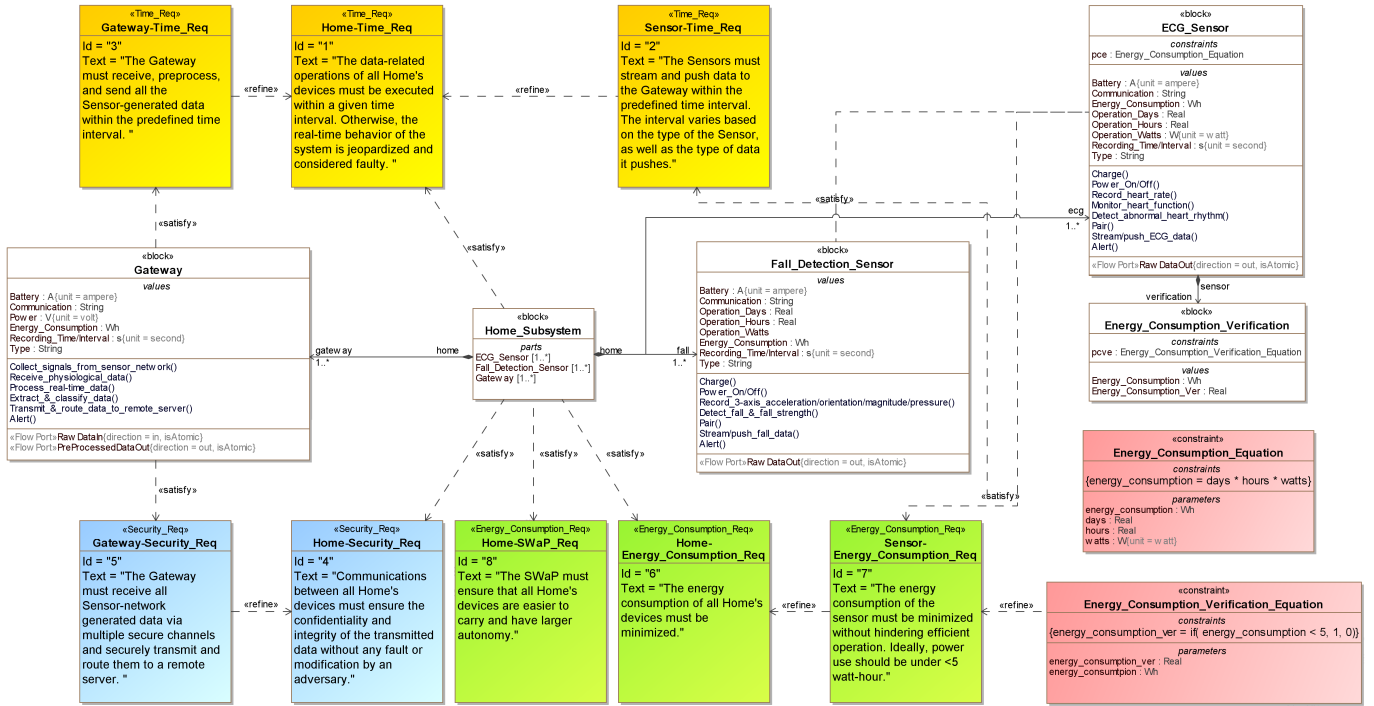 «Time_Req»
Gateway-Time_Req
Id = "3"
Text = "The Gateway
must receive, preprocess,
and send all the
Sensor-generated data
within the predefined time
interval. "
«refine»
«Time_Req»
Home-Time_Req
Id = "1"
Text = "The data-related
operations of all Home's
devices must be executed
within a given time
interval. Otherwise, the
real-time behavior of the
system is jeopardized and
considered faulty. "
«refine»
«Time_Req»
Sensor-Time_Req
Id = "2"
Text = "The Sensors must
stream and push data to
the Gateway within the
predefined time interval.
The interval varies based
on the type of the Sensor,
as well as the type of data
it pushes."
«block»
ECG_Sensor
constraints
pce : Energy_Consumption_Equation
values
Battery : A{unit = ampere}
Communication : String
Energy_Consumption : Wh
Operation_Days : Real
Operation_Hours : Real
Operation_Watts : W{unit = watt}
Recording_Time/Interval : s{unit = second}
Type : String
Charge()
Power_On/Off()
Record_heart_rate()
Monitor_heart_function()
Detect_abnormal_heart_rhythm()
Pair()
Stream/push_ECG_data()
Alert()
«Flow Port»Raw DataOut{direction = out, isAtomic}
«satisfy»
«satisfy»
«satisfy»
ecg
1..*
sensor
verification
«block»
Gateway
values
Battery : A{unit = ampere}
Communication : String
Power : V{unit = volt}
Energy_Consumption : Wh
Recording_Time/Interval : s{unit = second}
Type : String
Collect_signals_from_sensor_network()
Receive_physiological_data()
Process_real-time_data()
Extract_&_classify_data()
Transmit_&_route_data_to_remote_server()
Alert()
«Flow Port»Raw DataIn{direction = in, isAtomic}
«Flow Port»PreProcessedDataOut{direction = out, isAtomic}
gateway
1..*
home
«block»
Home_Subsystem
parts
ECG_Sensor [1..*]
Fall_Detection_Sensor [1..*]
Gateway [1..*]
home
fall
1..*
«block»
Fall_Detection_Sensor
values
Battery : A{unit = ampere}
Communication : String
Operation_Days : Real
Operation_Hours : Real
Operation_Watts
Energy_Consumption : Wh
Recording_Time/Interval : s{unit = second}
Type : String
Charge()
Power_On/Off()
Record_3-axis_acceleration/orientation/magnitude/pressure()
Detect_fall_&_fall_strength()
Pair()
Stream/push_fall_data()
Alert()
«Flow Port»Raw DataOut{direction = out, isAtomic}
«block»
Energy_Consumption_Verification
constraints
pcve : Energy_Consumption_Verification_Equation
values
Energy_Consumption : Wh
Energy_Consumption_Ver : Real
«constraint»
Energy_Consumption_Equation
constraints
{energy_consumption = days * hours * watts}
parameters
energy_consumption : Wh
days : Real
hours : Real
watts : W{unit = watt}
«satisfy»
«satisfy»
«satisfy»
«satisfy»
«satisfy»
«Security_Req»
Gateway-Security_Req
Id = "5"
Text = "The Gateway
must receive all
Sensor-network
generated data via
multiple secure channels
and securely transmit and
route them to a remote
server. "
«refine»
«Security_Req»
Home-Security_Req
Id = "4"
Text = "Communications
between all Home's
devices must ensure the
confidentiality and
integrity of the transmitted
data without any fault or
modification by an
adversary."
«Energy_Consumption_Req»
Home-SWaP_Req
Id = "8"
Text = "The SWaP must
ensure that all Home's
devices are easier to
carry and have larger
autonomy."
«Energy_Consumption_Req»
Home-
Energy_Consumption_Req
Id = "6"
Text = "The energy
consumption of all Home's
devices must be
minimized."
«refine»
«Energy_Consumption_Req»
Sensor-
Energy_Consumption_Req
Id = "7"
Text = "The energy
consumption of the
sensor must be minimized
without hindering efficient
operation. Ideally, power
use should be under <5
watt-hour."
«refine»
«constraint»
Energy_Consumption_Verification_Equation
constraints
{energy_consumption_ver = if( energy_consumption < 5, 1, 0)}
parameters
energy_consumtption_ver : Real
energy_consumtpion : Wh